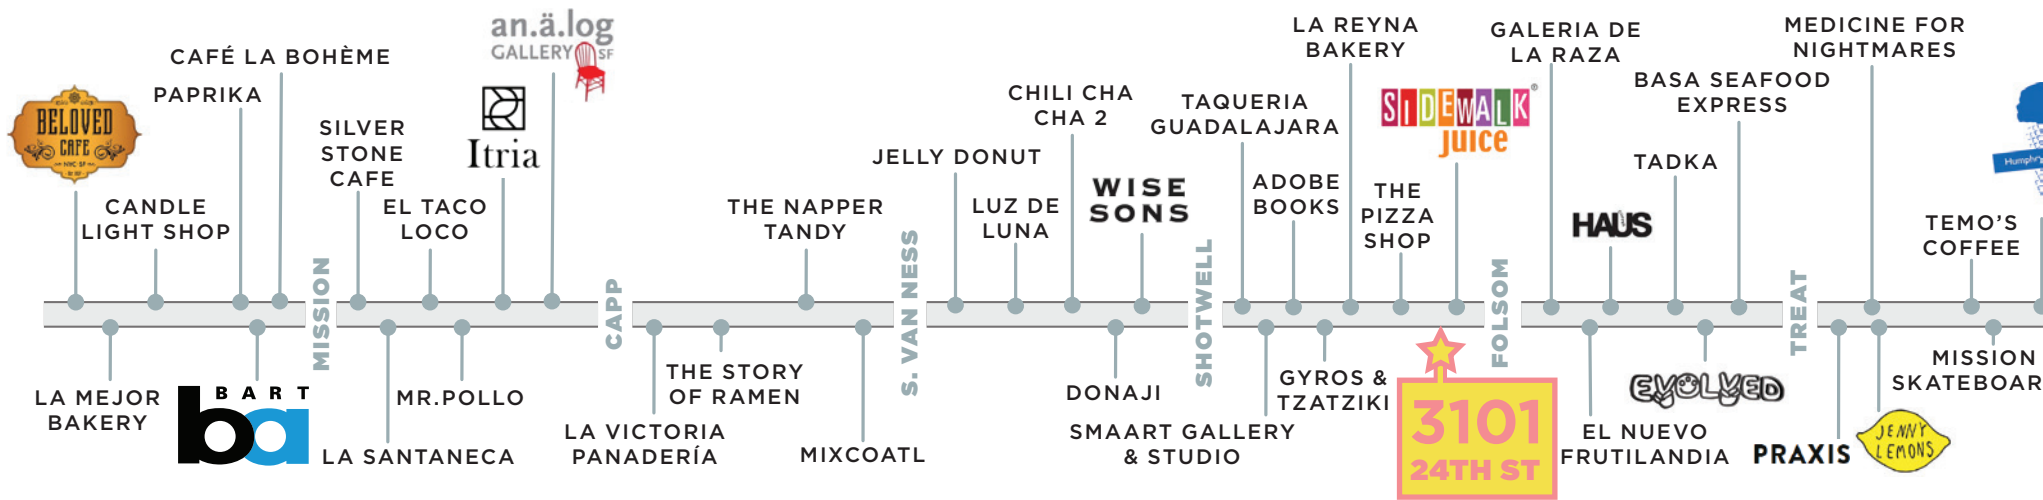 BELOVED
CAFE
NYC SF
CANDLE
LIGHT SHOP
PAPRIKA
CAFÉ LA BOHÈME
LA MEJOR
BAKERY
BART
ba
MISSION
SILVER
STONE
CAFE
EL TACO
LOCO
Itria
an.ä.log
GALLERY SF
LA SANTANECA
MR.POLLO
CAPP
THE NAPPER
TANDY
LA VICTORIA
PANADERÍA
THE STORY
OF RAMEN
MIXCOATL
S. VAN NESS
JELLY DONUT
LUZ DE
LUNA
CHILI CHA
CHA 2
WISE
SONS
DONAJI
SHOTWELL
TAQUERIA
GUADALAJARA
ADOBE
BOOKS
LA REYNA
BAKERY
THE
PIZZA
SHOP
SIDEWALK®
juice
SMAART GALLERY
& STUDIO
GYROS &
TZATZIKI
3101
24TH ST
FOLSOM
GALERIA DE
LA RAZA
HAUS
TADKA
BASA SEAFOOD
EXPRESS
EL NUEVO
FRUTILANDIA
EVOLVED
TREAT
MEDICINE FOR
NIGHTMARES
TEMO'S
COFFEE
PRAXIS
JENNY
LEMONS
MISSION
SKATEBOAR